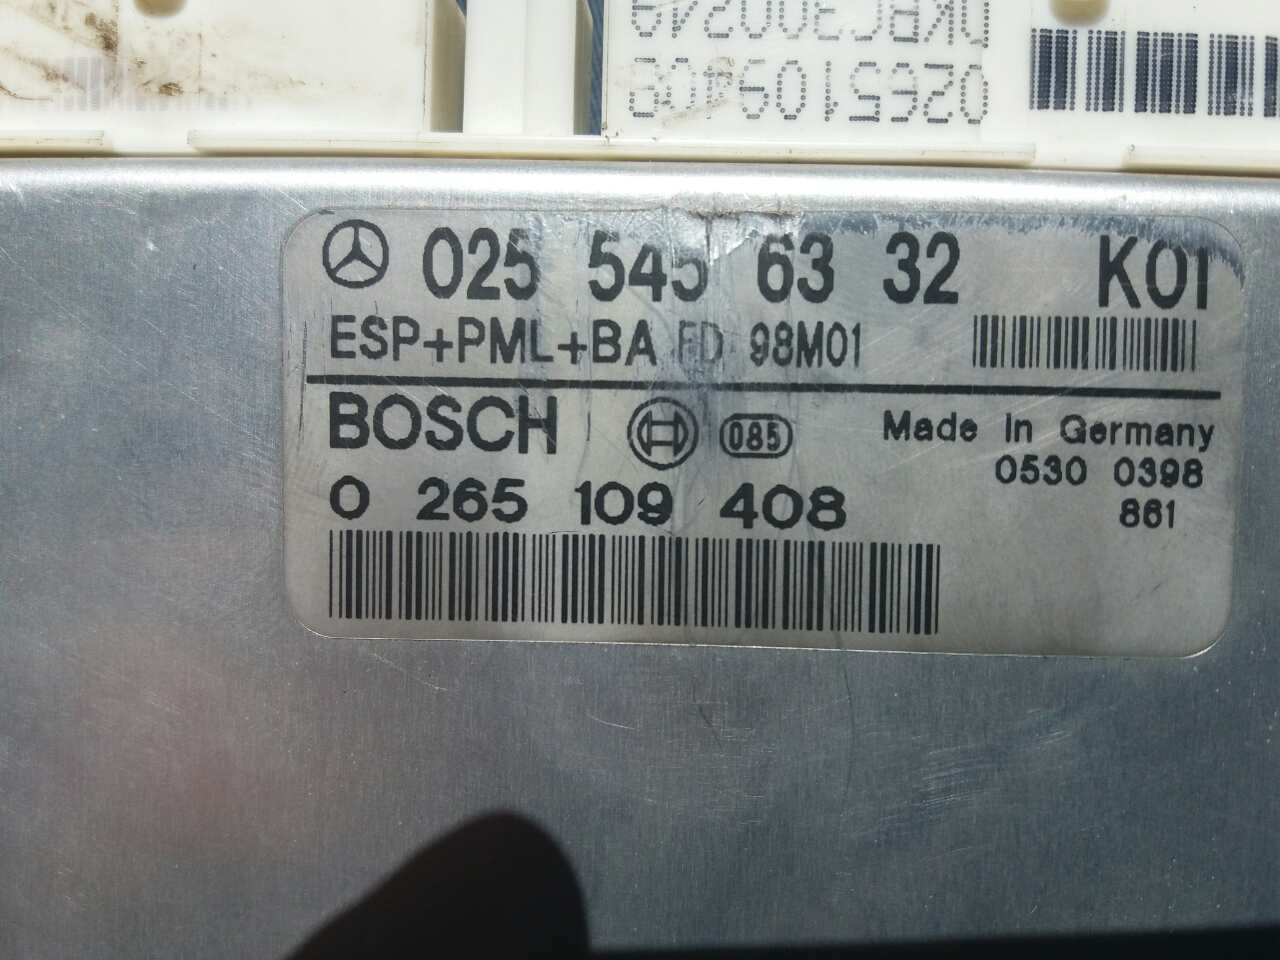 0265109408
025 545 63 32 K01
ESP+PML+BA FD 98M01
BOSCH 085 Made in Germany
0530 0398
0 265 109 408 861